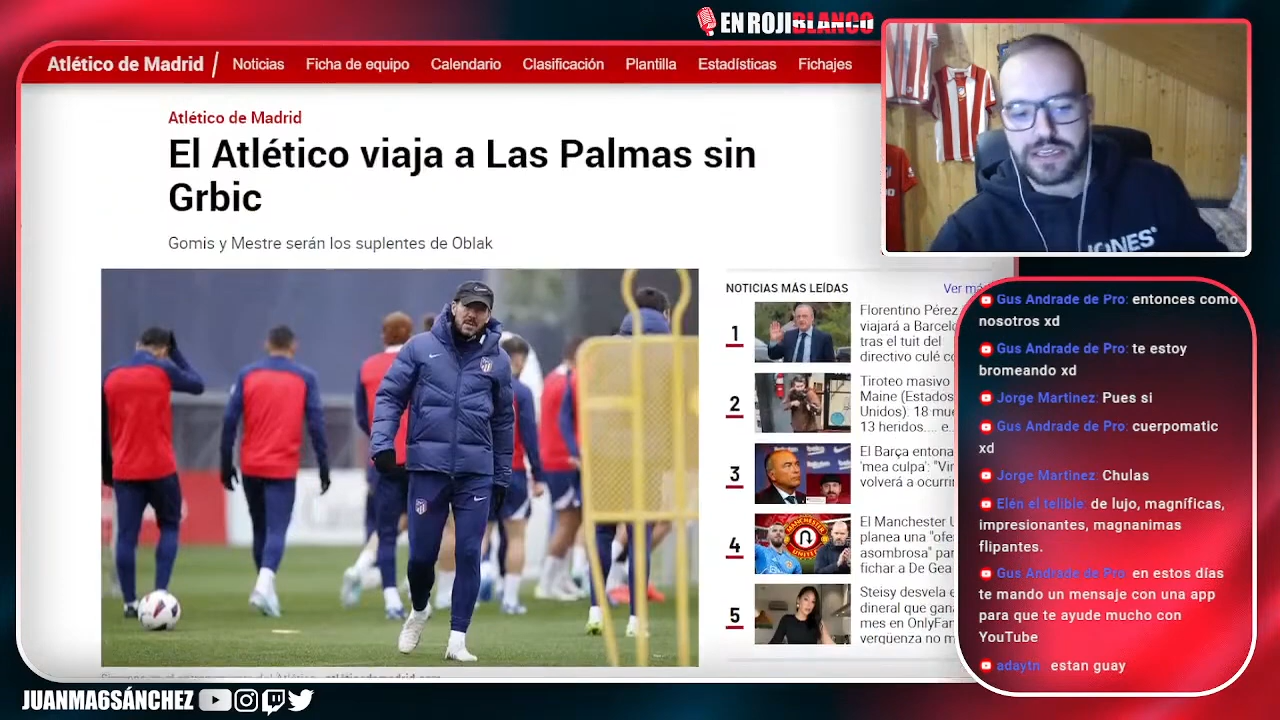 EN ROJIBLANCO
Atlético de Madrid
Noticias
Ficha de equipo
Calendario
Clasificación
Plantilla
Estadísticas
Fichajes
Atlético de Madrid
El Atlético viaja a Las Palmas sin
Grbic
Gomis y Mestre serán los suplentes de Oblak
NOTICIAS MÁS LEÍDAS
Ver
1
Florentino Pérez
viajará a Barcelo
tras el tuit del
directivo culé co
2
Tiroteo masivo
Maine (Estados
Unidos): 18 mue
13 heridos.... e
3
El Barça entona
'mea culpa': "Vin
volverá a ocurri
4
El Manchester U
planea una "ofe
asombrosa" par
fichar a De Gea
5
Steisy desvela e
dineral que gana
mes en OnlyFan
vergüenza no m
JONES
Gus Andrade de Pro: entonces como
nosotros xd
Gus Andrade de Pro: te estoy
bromeando xd
Jorge Martinez: Pues si
Gus Andrade de Pro: cuerpomatic
xd
Jorge Martinez: Chulas
Elén el telible: de lujo, magníficas,
impresionantes, magnanimas
flipantes.
Gus Andrade de Pro: en estos días
te mando un mensaje con una app
para que te ayude mucho con
YouTube
adaytn: estan guay
JUANMA6SÁNCHEZ